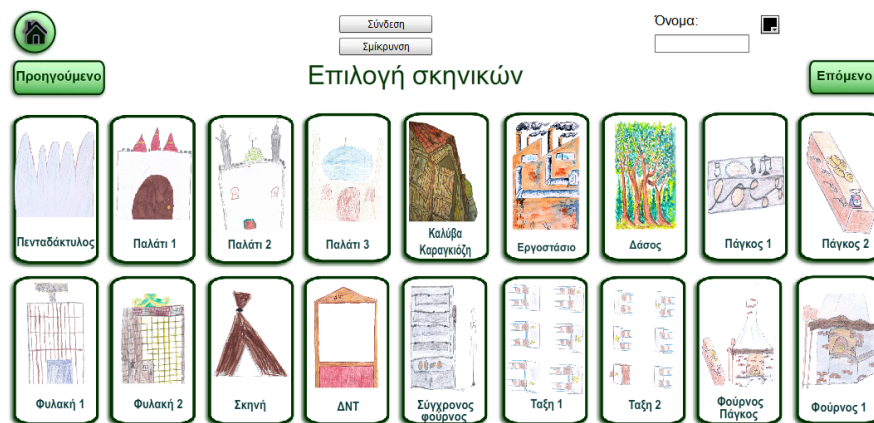 Σύνδεση
Σμίκρυνση
Όνομα:
Προηγούμενο
Επιλογή σκηνικών
Επόμενο
Πενταδάκτυλος
Παλάτι 1
Παλάτι 2
Παλάτι 3
Καλύβα
Καραγκιόζη
Εργοστάσιο
Δάσος
Πάγκος 1
Πάγκος 2
Φυλακή 1
Φυλακή 2
Σκηνή
ΔΝΤ
Σύγχρονος
φούρνος
Ταξη 1
Ταξη 2
Φούρνος
Πάγκος
Φούρνος 1